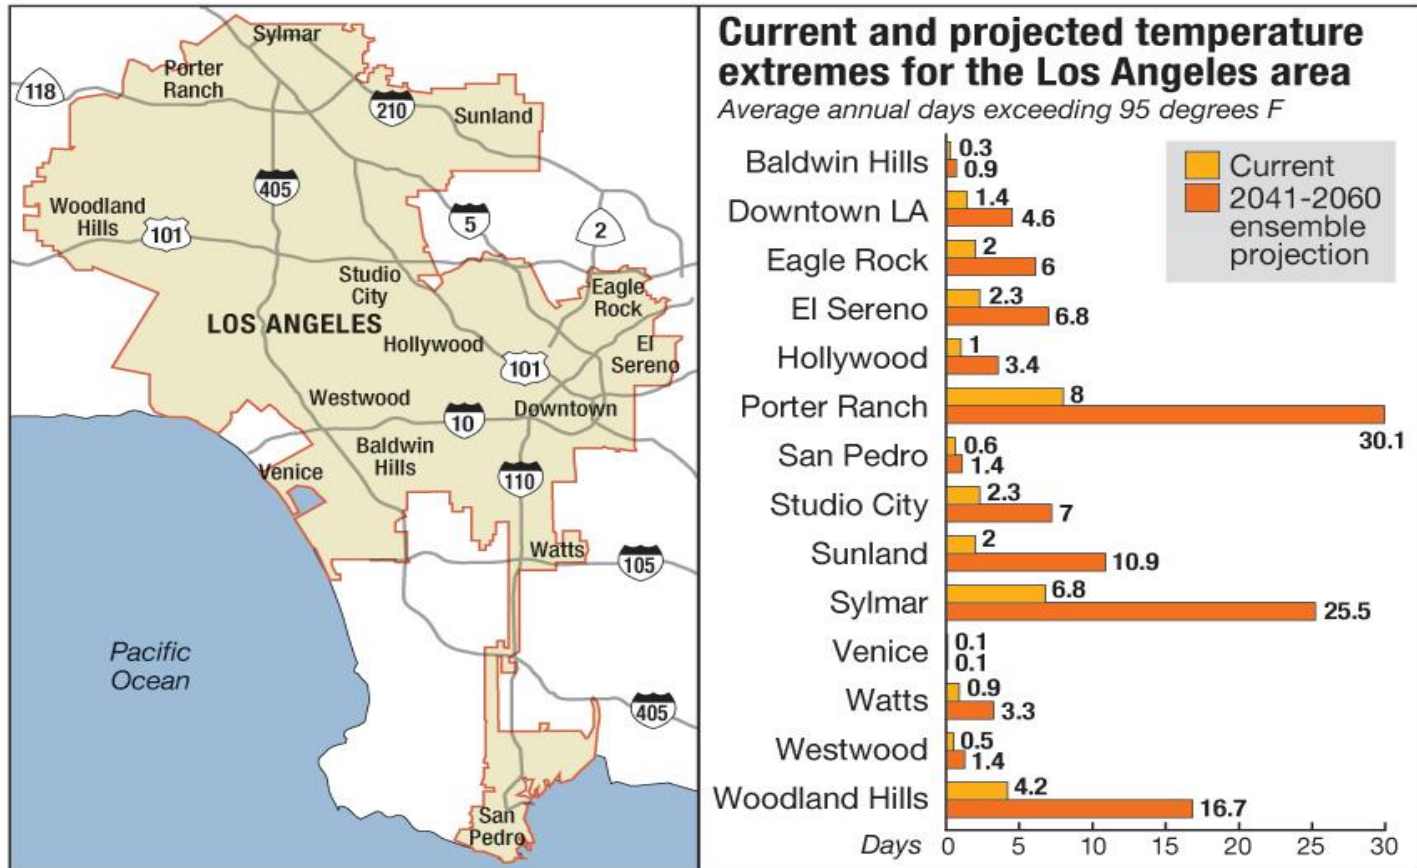 Sylmar
Porter
Ranch
118
210
Sunland
405
Woodland
Hills
101
5
2
Studio
City
Eagle
Rock
LOS ANGELES
Hollywood
El
Sereno
101
Westwood
10
Downtown
Baldwin
Hills
Venice
110
Watts
105
Pacific
Ocean
405
San
Pedro
Current and projected temperature
extremes for the Los Angeles area
Average annual days exceeding 95 degrees F
Current
2041-2060
ensemble
projection
Baldwin Hills 0.3
0.9
Downtown LA 1.4
4.6
Eagle Rock 2
6
El Sereno 2.3
6.8
Hollywood 1
3.4
Porter Ranch 8
30.1
San Pedro 0.6
1.4
Studio City 2.3
7
Sunland 2
10.9
Sylmar 6.8
25.5
Venice 0.1
0.1
Watts 0.9
3.3
Westwood 0.5
1.4
Woodland Hills 4.2
16.7
Days 0 5 10 15 20 25 30